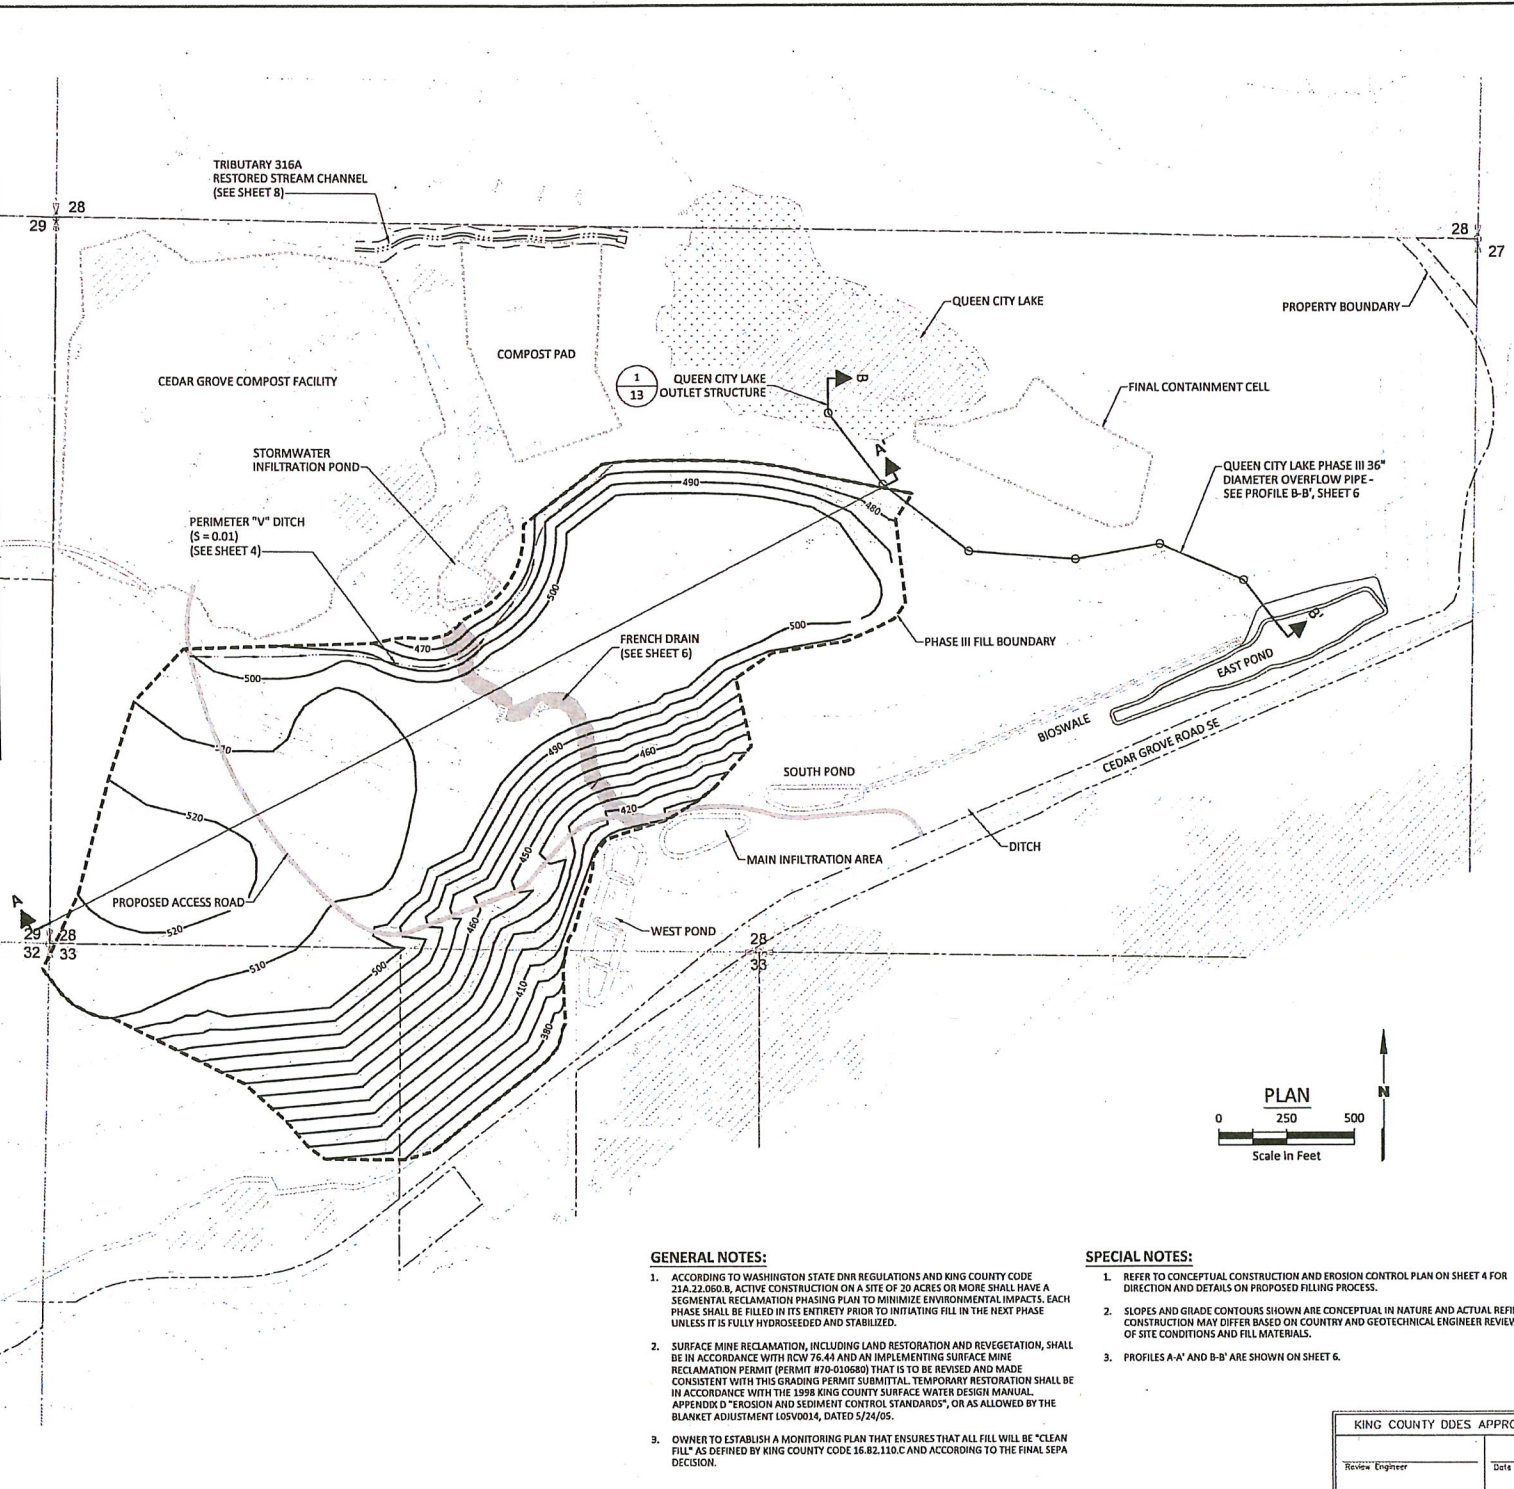 TRIBUTARY 316A
RESTORED STREAM CHANNEL
(SEE SHEET 8)
28
29
28
27
QUEEN CITY LAKE
PROPERTY BOUNDARY
COMPOST PAD
CEDAR GROVE COMPOST FACILITY
1
13
QUEEN CITY LAKE
OUTLET STRUCTURE
B
FINAL CONTAINMENT CELL
STORMWATER
INFILTRATION POND
A'
QUEEN CITY LAKE PHASE III 36"
DIAMETER OVERFLOW PIPE -
SEE PROFILE B-B', SHEET 6
490
480
PERIMETER "V" DITCH
(S = 0.01)
(SEE SHEET 4)
500
B'
470
FRENCH DRAIN
(SEE SHEET 6)
500
PHASE III FILL BOUNDARY
EAST POND
500
BIOSWALE
CEDAR GROVE ROAD SE
490
460
SOUTH POND
420
520
DITCH
450
MAIN INFILTRATION AREA
PROPOSED ACCESS ROAD
A
460
WEST POND
520
29
28
32
33
28
33
510
500
410
380
PLAN
N
0
250
500
Scale In Feet
GENERAL NOTES:
1. ACCORDING TO WASHINGTON STATE DNR REGULATIONS AND KING COUNTY CODE
21A.22.060.B, ACTIVE CONSTRUCTION ON A SITE OF 20 ACRES OR MORE SHALL HAVE A
SEGMENTAL RECLAMATION PHASING PLAN TO MINIMIZE ENVIRONMENTAL IMPACTS. EACH
PHASE SHALL BE FILLED IN ITS ENTIRETY PRIOR TO INITIATING FILL IN THE NEXT PHASE
UNLESS IT IS FULLY HYDROSEEDED AND STABILIZED.
2. SURFACE MINE RECLAMATION, INCLUDING LAND RESTORATION AND REVEGETATION, SHALL
BE IN ACCORDANCE WITH RCW 76.44 AND AN IMPLEMENTING SURFACE MINE
RECLAMATION PERMIT (PERMIT #70-010680) THAT IS TO BE REVISED AND MADE
CONSISTENT WITH THIS GRADING PERMIT SUBMITTAL. TEMPORARY RESTORATION SHALL BE
IN ACCORDANCE WITH THE 1998 KING COUNTY SURFACE WATER DESIGN MANUAL.
APPENDIX D "EROSION AND SEDIMENT CONTROL STANDARDS", OR AS ALLOWED BY THE
BLANKET ADJUSTMENT L05V0014, DATED 5/24/05.
3. OWNER TO ESTABLISH A MONITORING PLAN THAT ENSURES THAT ALL FILL WILL BE "CLEAN
FILL" AS DEFINED BY KING COUNTY CODE 16.82.110.C AND ACCORDING TO THE FINAL SEPA
DECISION.
SPECIAL NOTES:
1. REFER TO CONCEPTUAL CONSTRUCTION AND EROSION CONTROL PLAN ON SHEET 4 FOR
DIRECTION AND DETAILS ON PROPOSED FILLING PROCESS.
2. SLOPES AND GRADE CONTOURS SHOWN ARE CONCEPTUAL IN NATURE AND ACTUAL REFI
CONSTRUCTION MAY DIFFER BASED ON COUNTRY AND GEOTECHNICAL ENGINEER REVIEW
OF SITE CONDITIONS AND FILL MATERIALS.
3. PROFILES A-A' AND B-B' ARE SHOWN ON SHEET 6.
KING COUNTY DDES APPRO
Review Engineer
Date